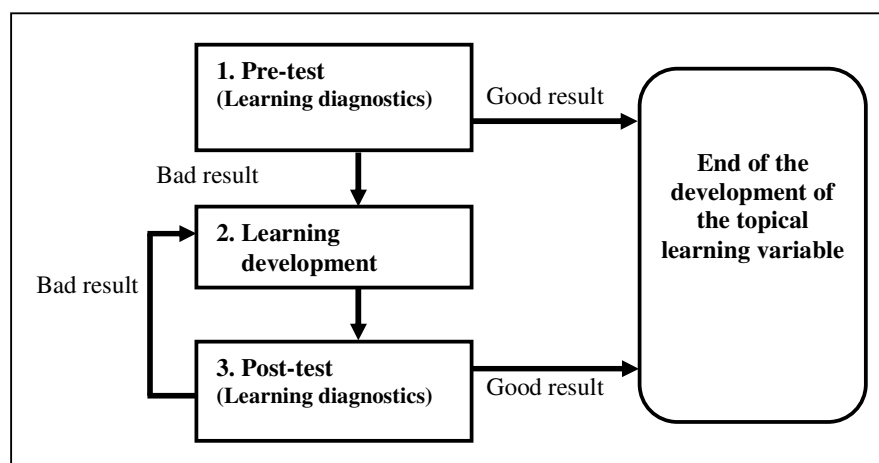 1. Pre-test
(Learning diagnostics)
Good result
Bad result
End of the
development of
the topical
learning variable
2. Learning
development
Bad result
3. Post-test
(Learning diagnostics)
Good result